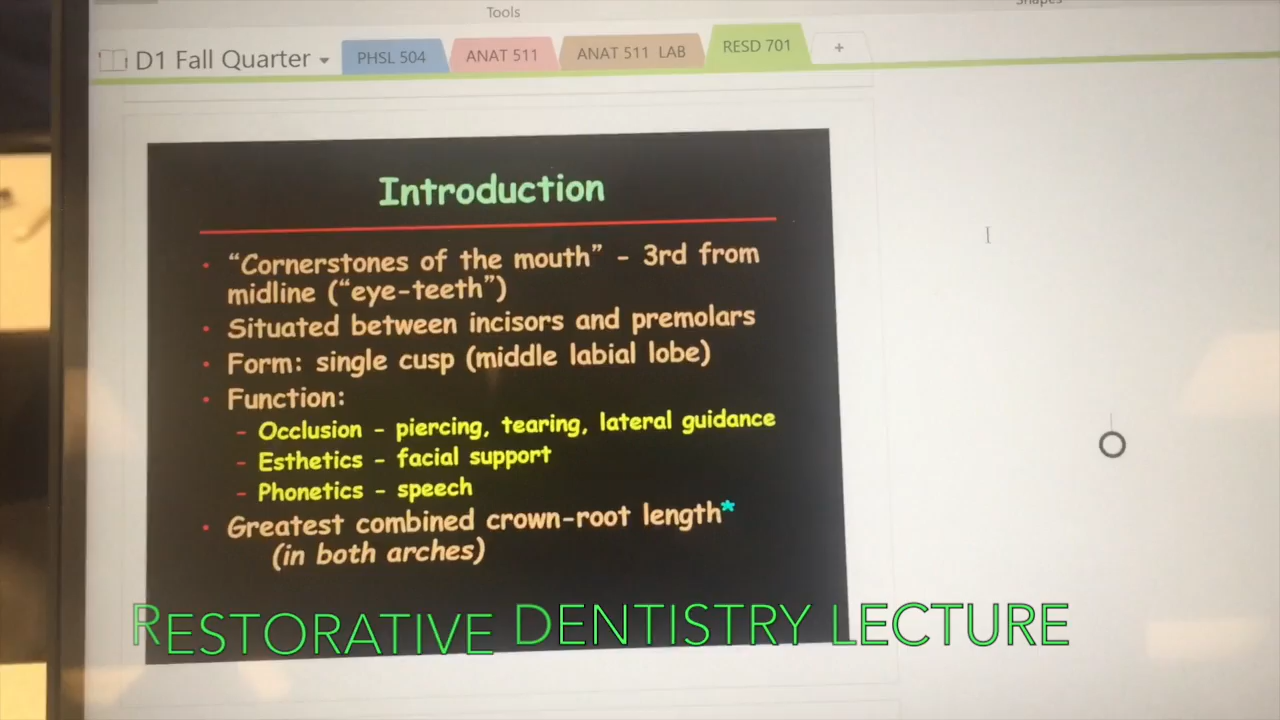 Tools
D1 Fall Quarter
PHSL 504
ANAT 511
ANAT 511 LAB
RESD 701
+
Introduction
• “Cornerstones of the mouth” - 3rd from
midline (“eye-teeth”)
• Situated between incisors and premolars
• Form: single cusp (middle labial lobe)
• Function:
- Occlusion - piercing, tearing, lateral guidance
- Esthetics - facial support
- Phonetics - speech
• Greatest combined crown-root length*
(in both arches)
RESTORATIVE DENTISTRY LECTURE